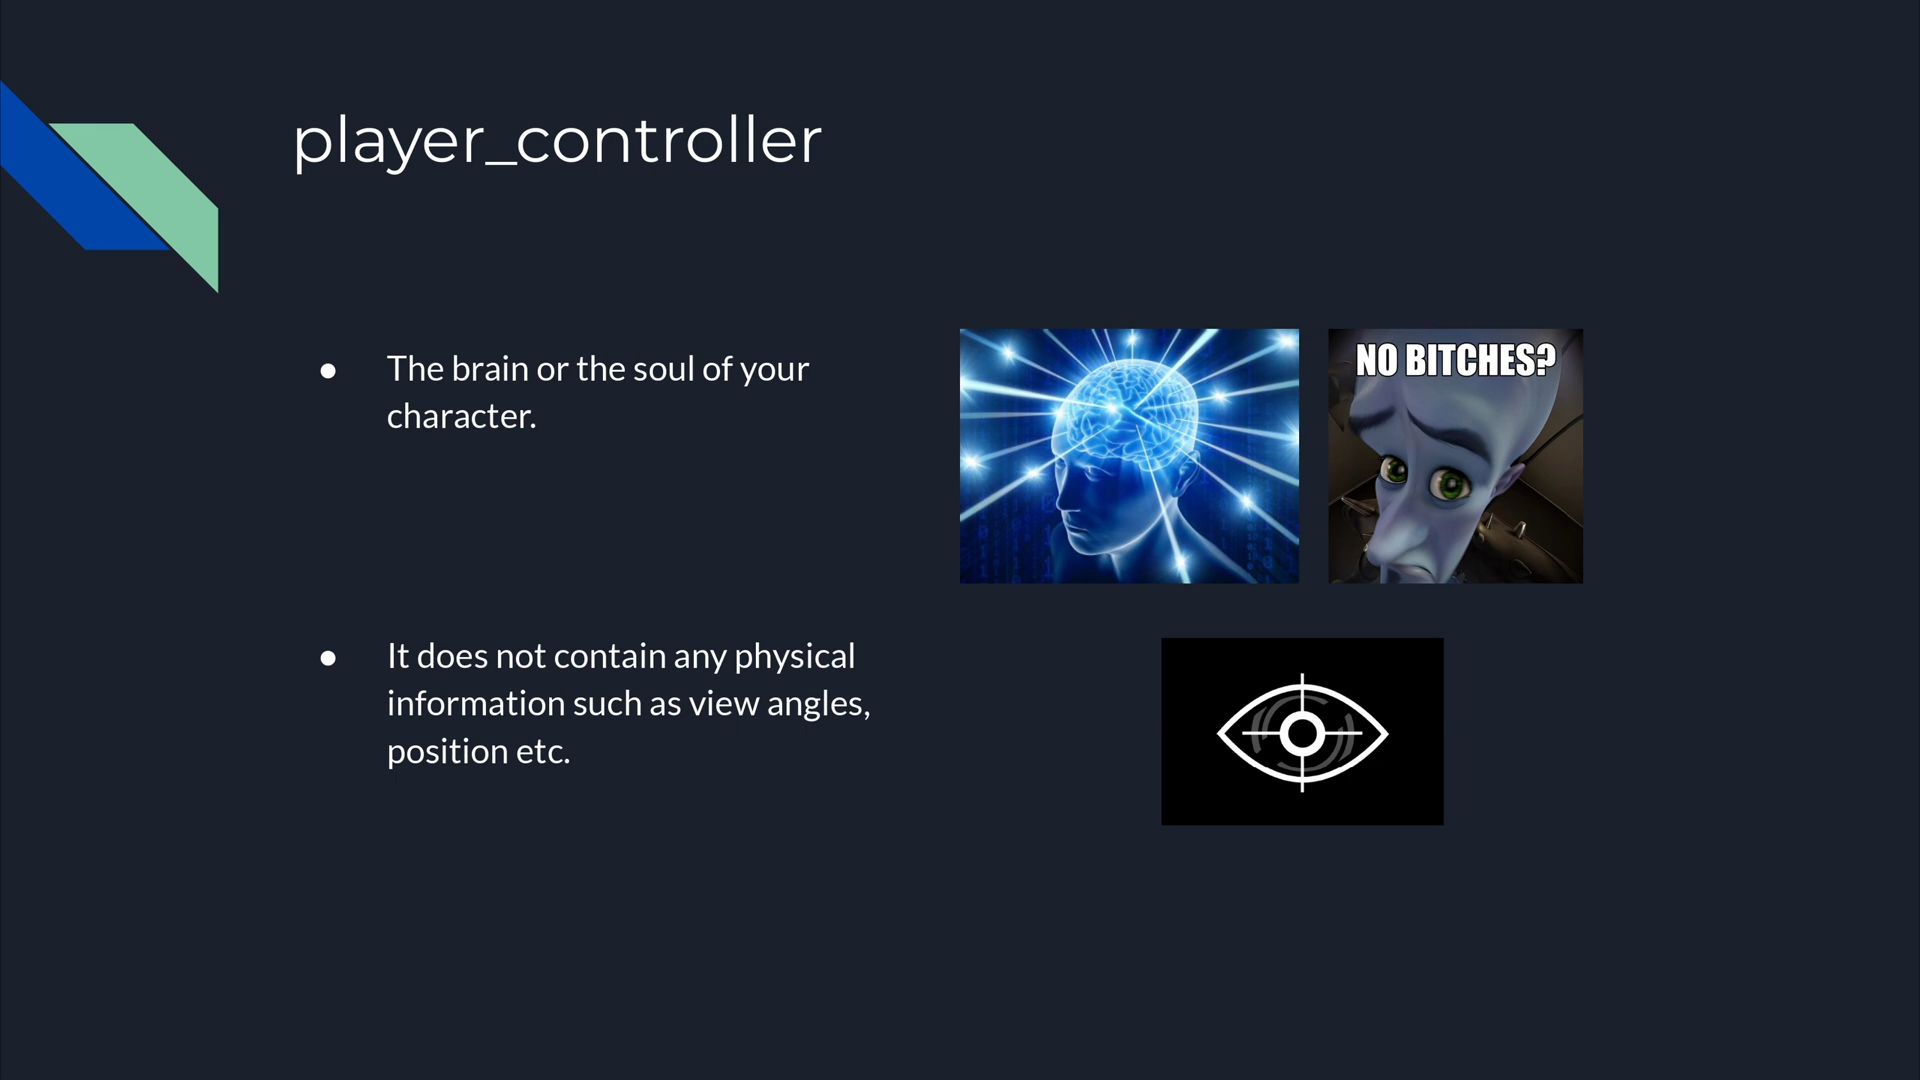 player_controller
● The brain or the soul of your
character.
NO BITCHES?
● It does not contain any physical
information such as view angles,
position etc.